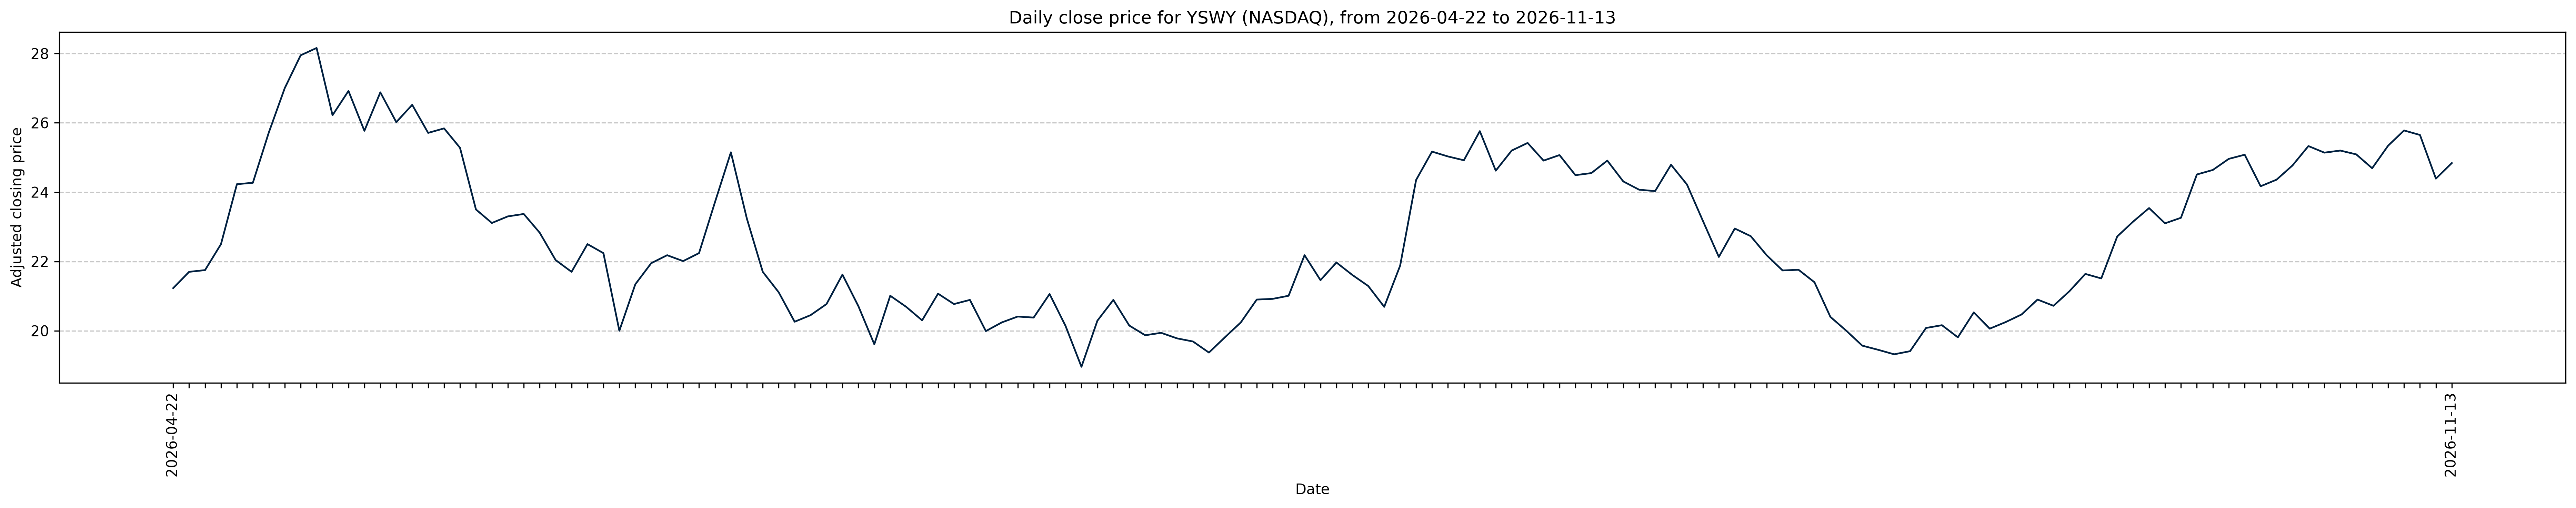 Daily close price for YSWY (NASDAQ), from 2026-04-22 to 2026-11-13
Adjusted closing price
28
26
24
22
20
2026-04-22
2026-11-13
Date